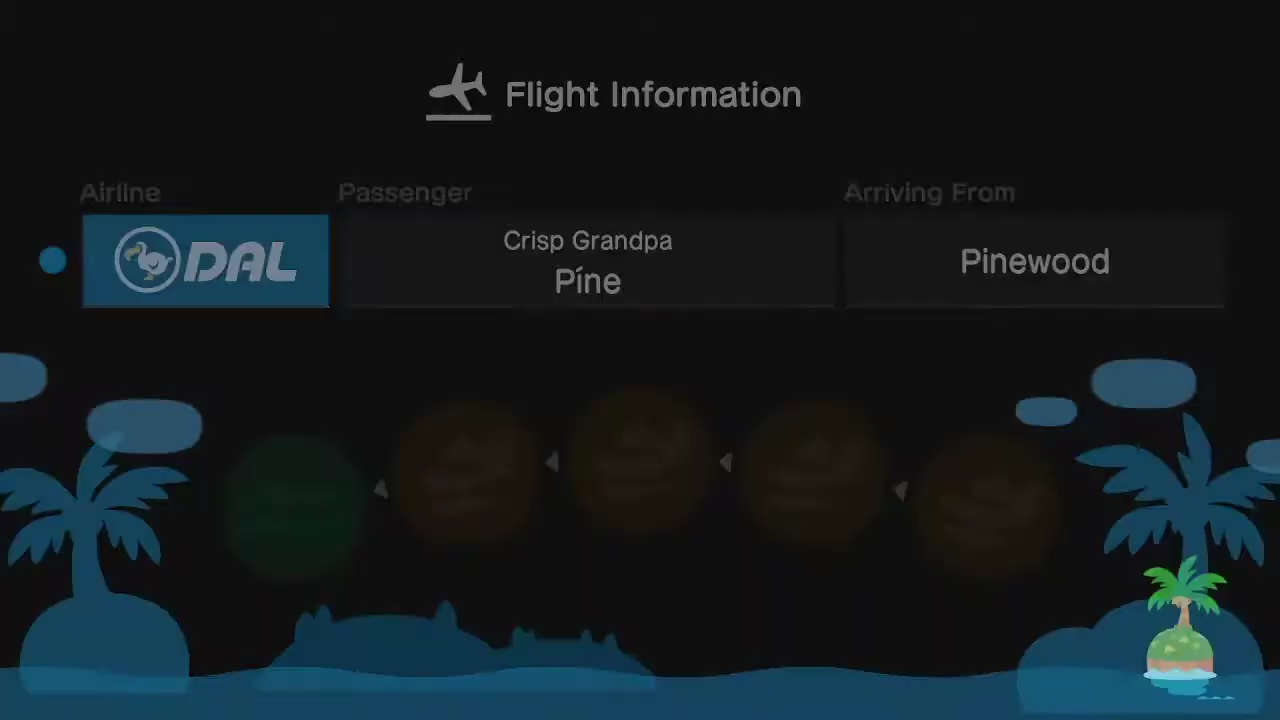 Flight Information
Airline
Passenger
Arriving From
DAL
Crisp Grandpa
Píne
Pinewood